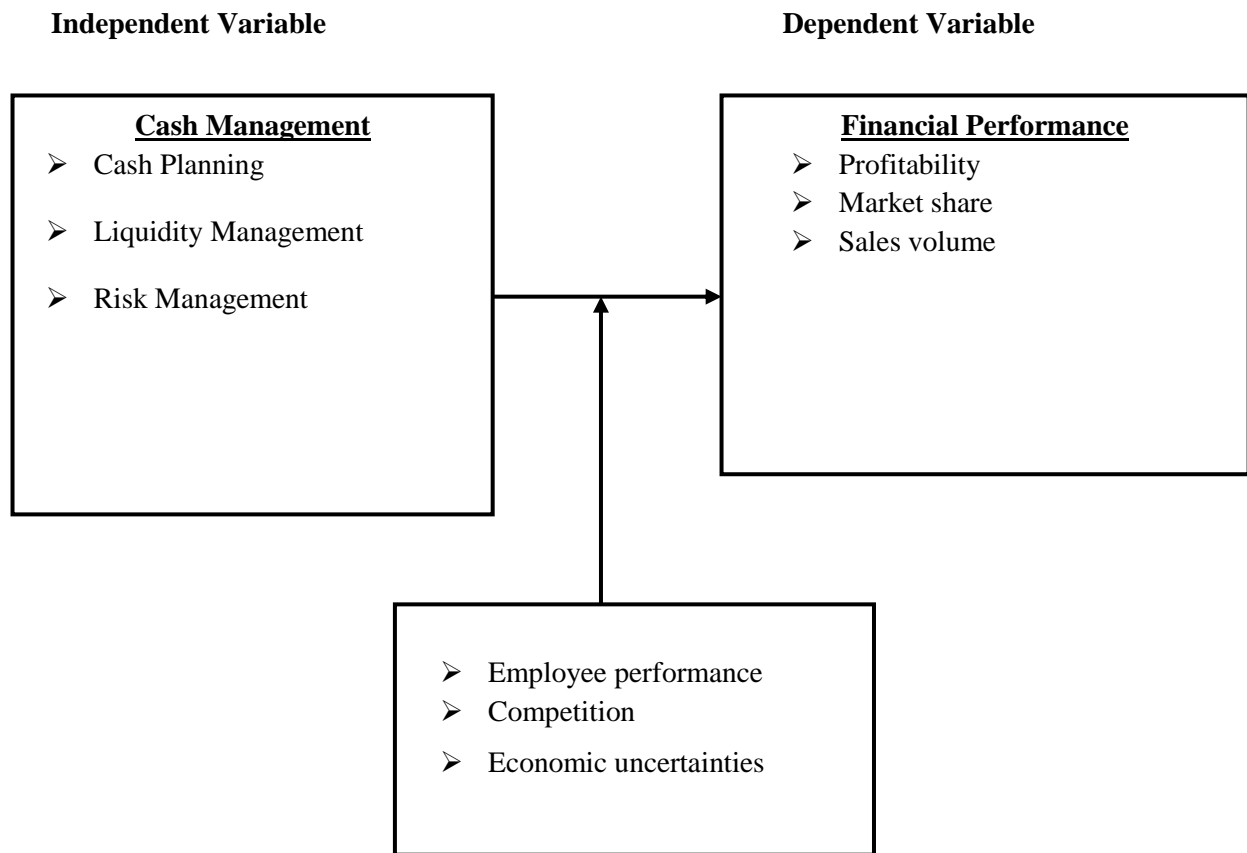 Independent Variable
Dependent Variable
Cash Management
➢ Cash Planning
➢ Liquidity Management
➢ Risk Management
Financial Performance
➢ Profitability
➢ Market share
➢ Sales volume
➢ Employee performance
➢ Competition
➢ Economic uncertainties